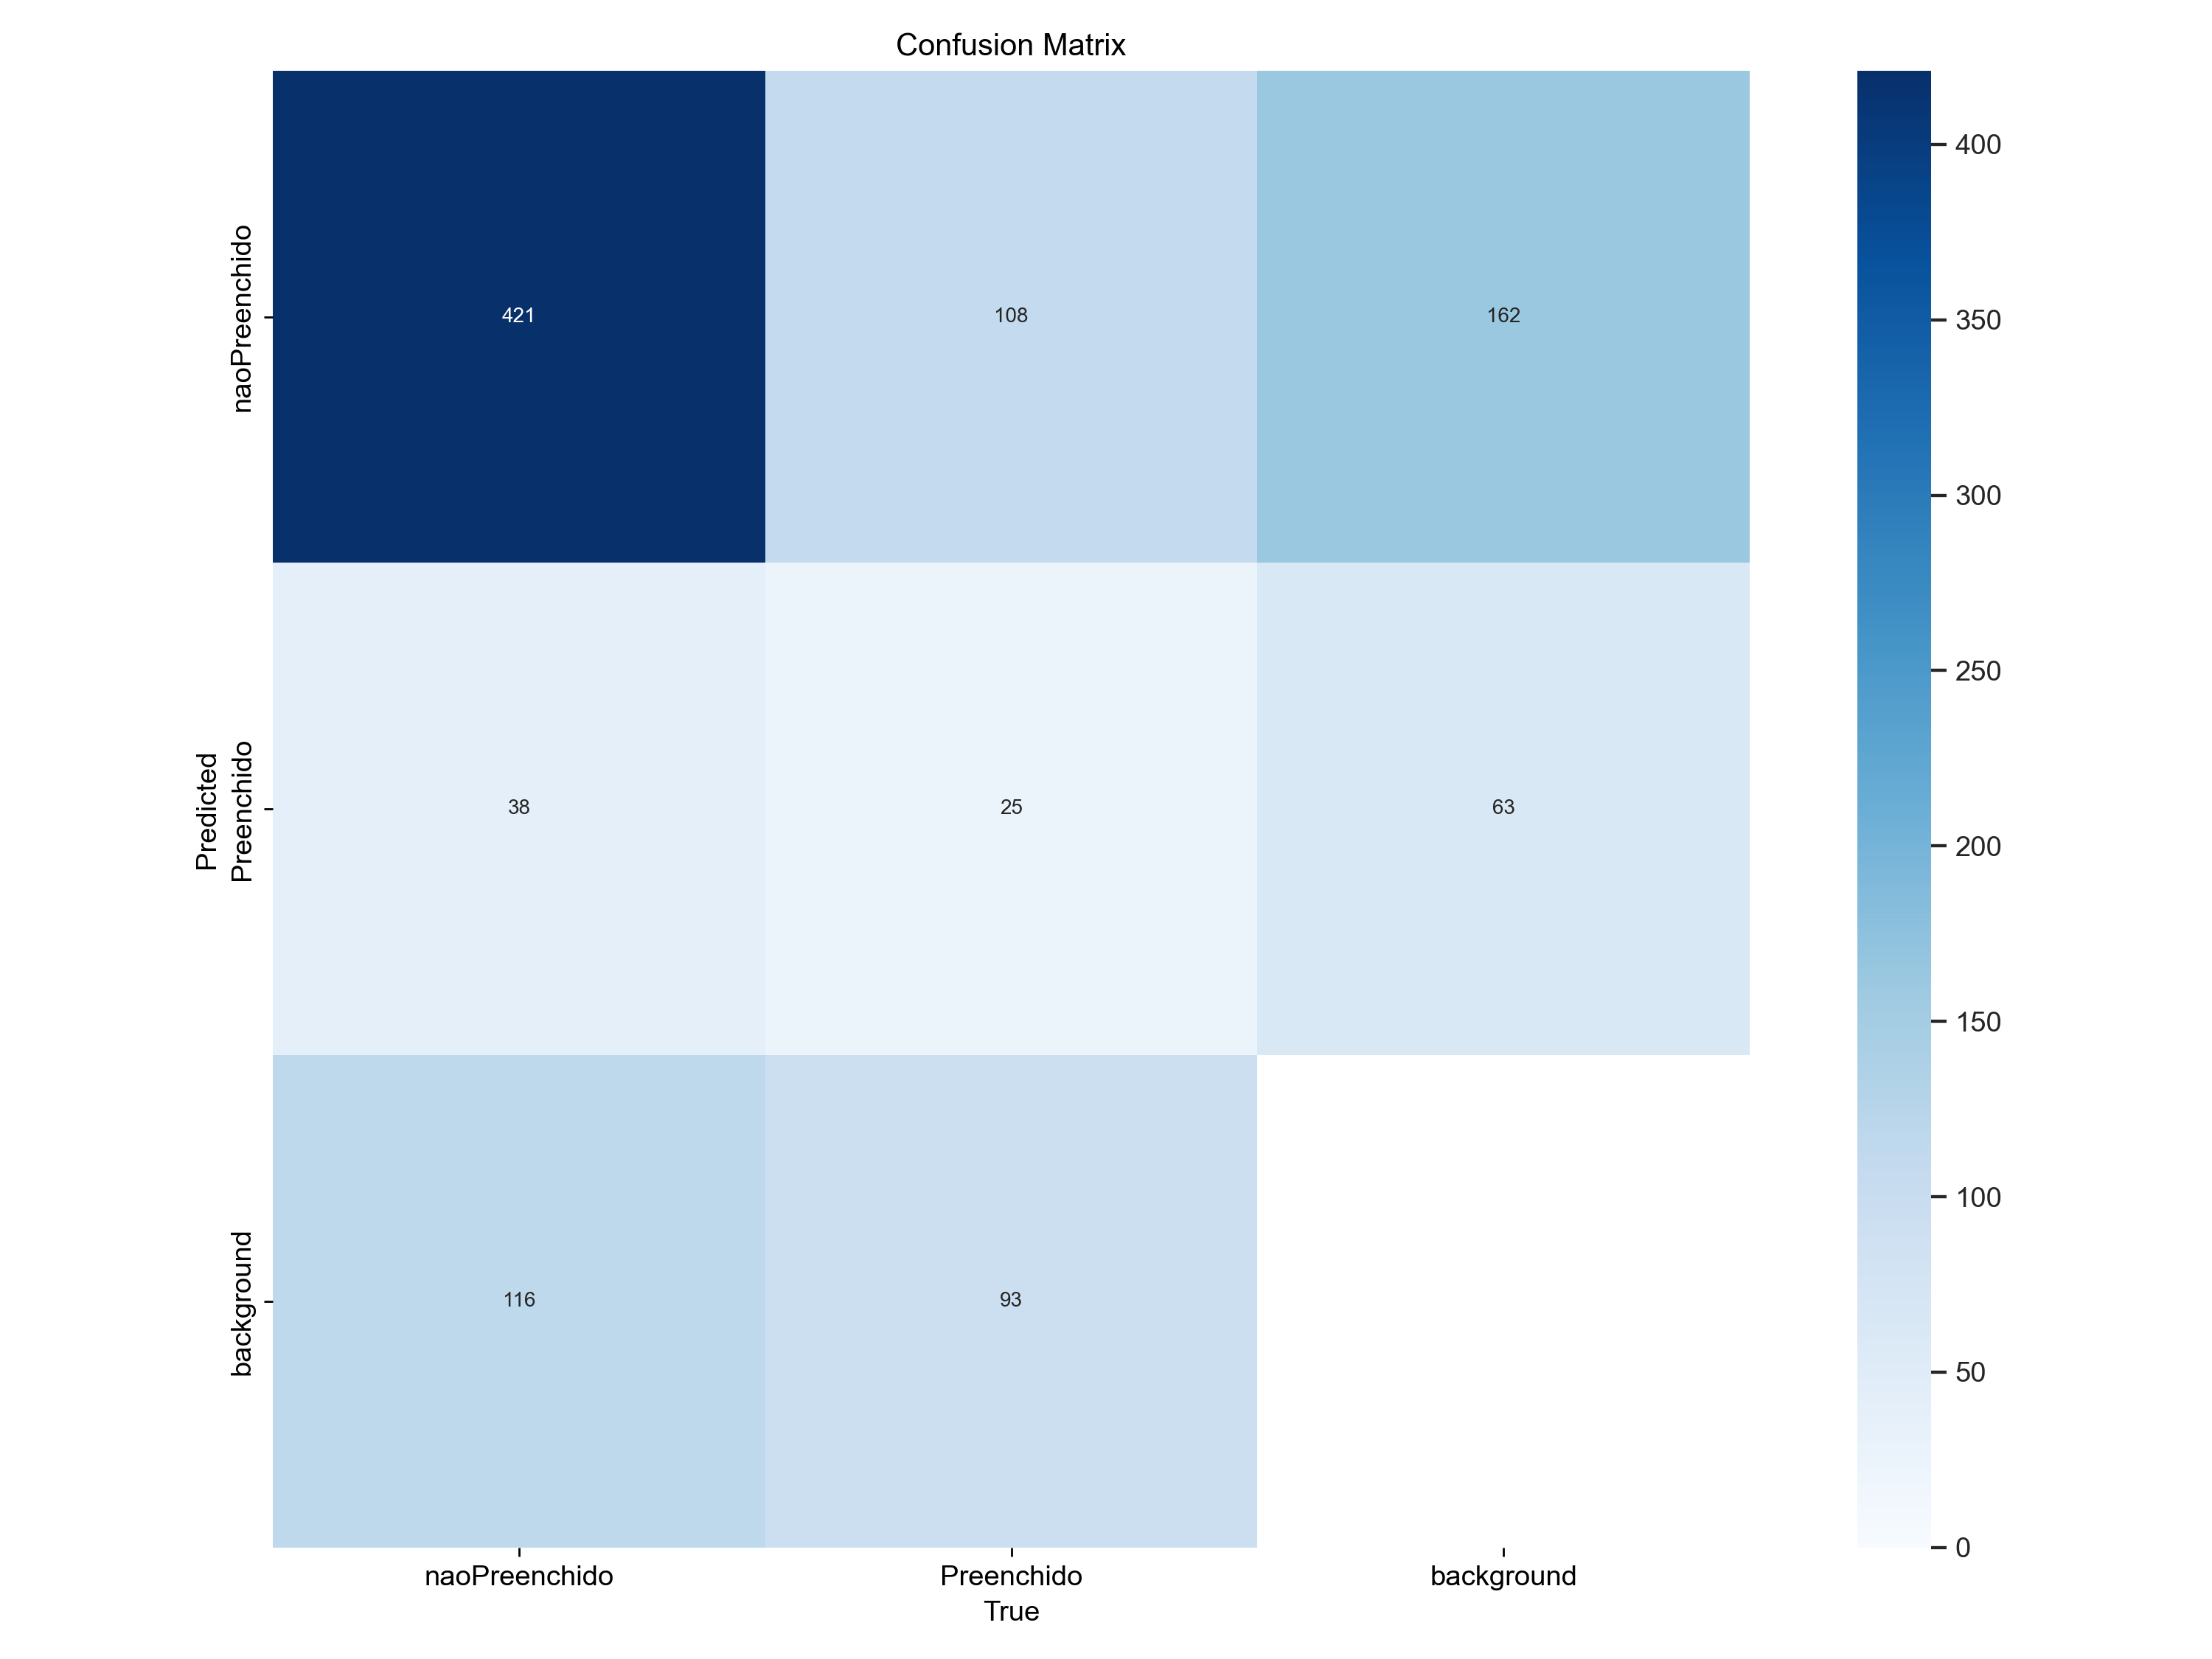 Confusion Matrix
naoPreenchido
421
108
162
Predicted
Preenchido
38
25
63
background
116
93
naoPreenchido
Preenchido
background
True
400
350
300
250
200
150
100
50
0